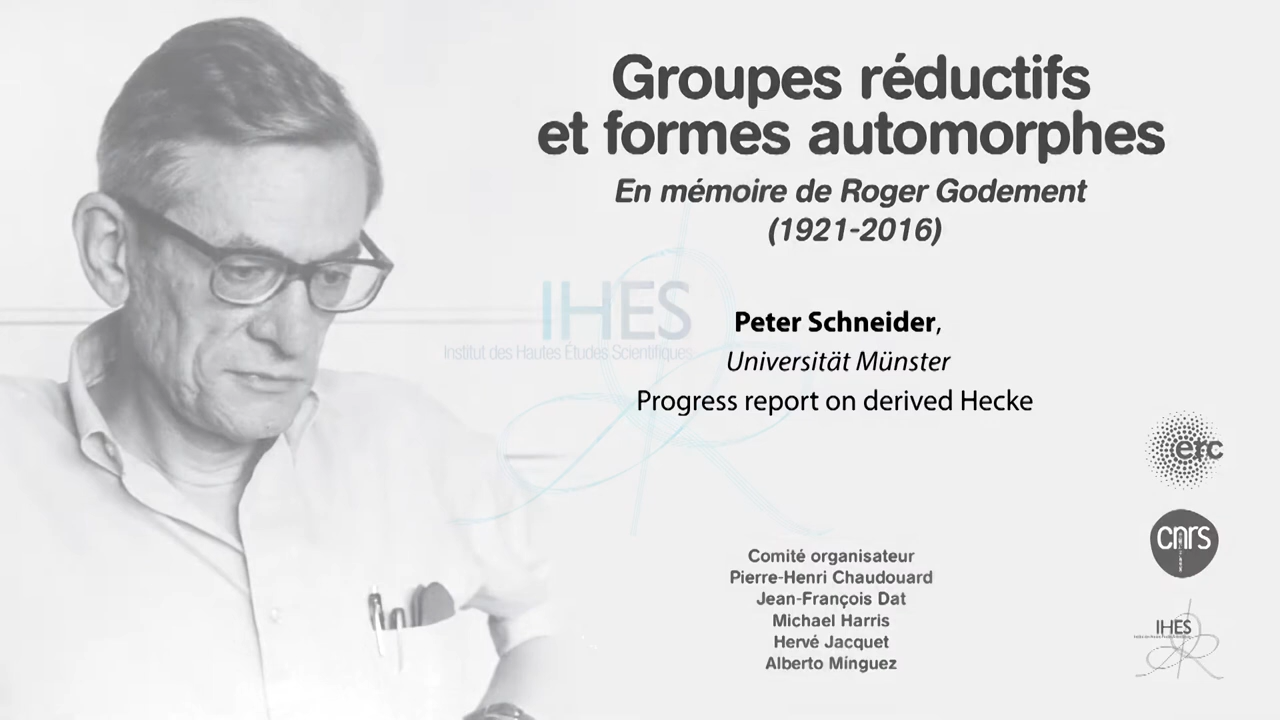 Groupes réductifs
et formes automorphes
En mémoire de Roger Godement
(1921-2016)
IHES
Institut des Hautes Études Scientifiques
Peter Schneider,
Universität Münster
Progress report on derived Hecke
erc
cnrs
Comité organisateur
Pierre-Henri Chaudouard
Jean-François Dat
Michael Harris
Hervé Jacquet
Alberto Mínguez
IHES